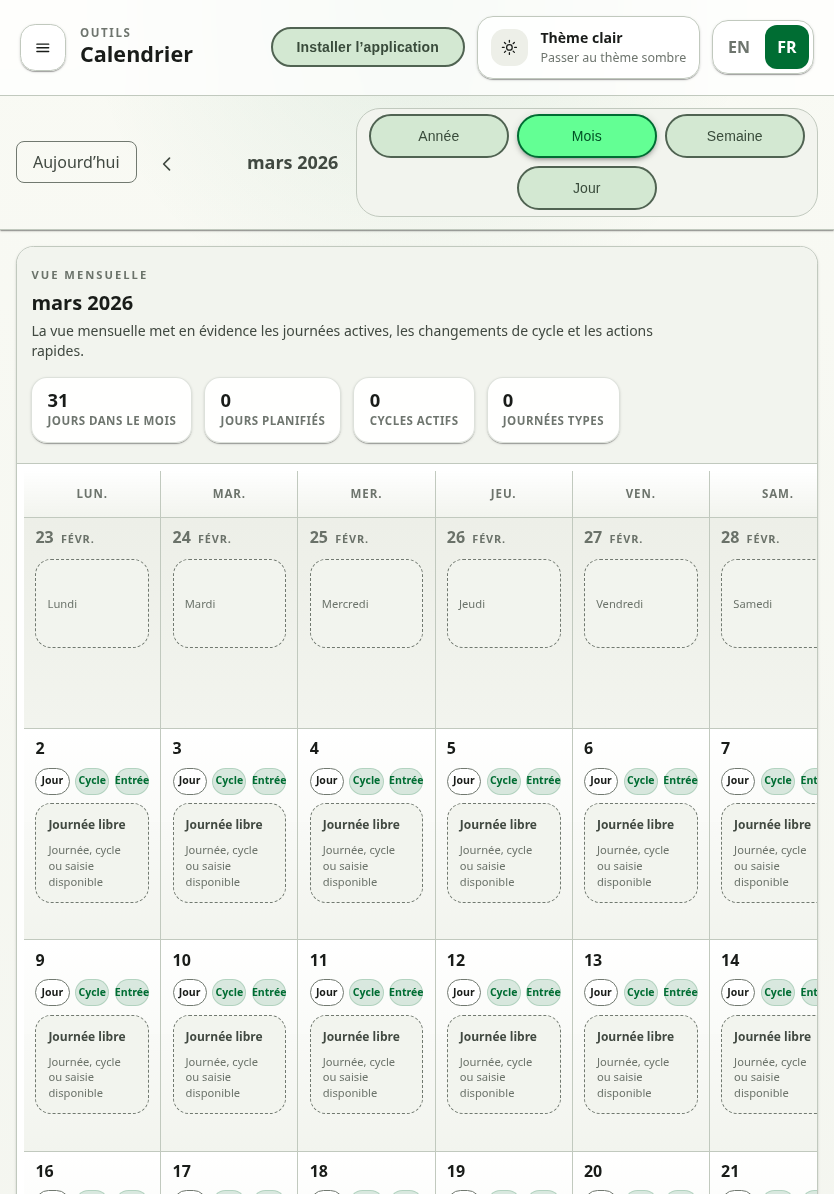 OUTILS
Calendrier
Installer l’application
Thème clair
Passer au thème sombre
EN FR
Aujourd’hui
mars 2026
Année Mois Semaine
Jour
VUE MENSUELLE
mars 2026
La vue mensuelle met en évidence les journées actives, les changements de cycle et les actions
rapides.
31 0 0 0
JOURS DANS LE MOIS JOURS PLANIFIÉS CYCLES ACTIFS JOURNÉES TYPES
LUN. MAR. MER. JEU. VEN. SAM.
23 FÉVR. 24 FÉVR. 25 FÉVR. 26 FÉVR. 27 FÉVR. 28 FÉVR.
Lundi Mardi Mercredi Jeudi Vendredi Samedi
2 3 4 5 6 7
Jour Cycle Entrée Jour Cycle Entrée Jour Cycle Entrée Jour Cycle Entrée Jour Cycle Entrée Jour Cycle Ent
Journée libre Journée libre Journée libre Journée libre Journée libre Journée libre
Journée, cycle Journée, cycle Journée, cycle Journée, cycle Journée, cycle Journée, cycle
ou saisie ou saisie ou saisie ou saisie ou saisie ou saisie
disponible disponible disponible disponible disponible disponible
9 10 11 12 13 14
Jour Cycle Entrée Jour Cycle Entrée Jour Cycle Entrée Jour Cycle Entrée Jour Cycle Entrée Jour Cycle Ent
Journée libre Journée libre Journée libre Journée libre Journée libre Journée libre
Journée, cycle Journée, cycle Journée, cycle Journée, cycle Journée, cycle Journée, cycle
ou saisie ou saisie ou saisie ou saisie ou saisie ou saisie
disponible disponible disponible disponible disponible disponible
16 17 18 19 20 21